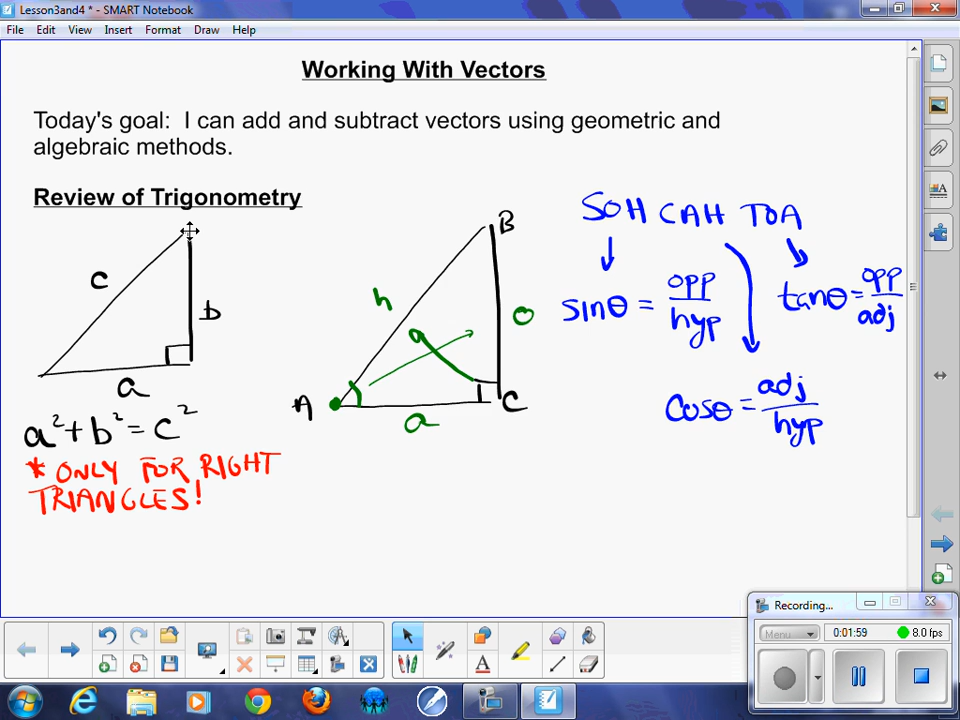 Lesson3and4 * - SMART Notebook
File Edit View Insert Format Draw Help
Working With Vectors
Today's goal: I can add and subtract vectors using geometric and
algebraic methods.
Review of Trigonometry
c
b
a
a² + b² = c²
* ONLY FOR RIGHT
TRIANGLES!
B
h
o
A
C
a
SOH CAH TOA
sinθ = opp/hyp
tanθ = opp/adj
cosθ = adj/hyp
Recording...
Menu
0:01:59
8.0 fps